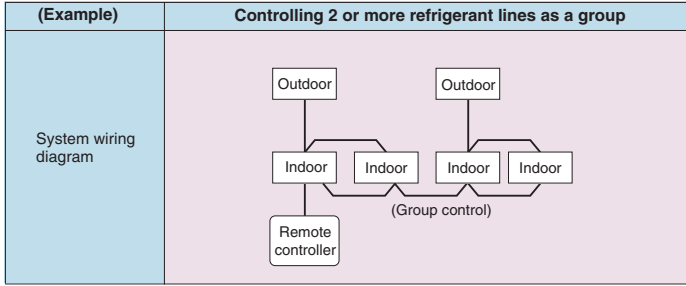 (Example)
Controlling 2 or more refrigerant lines as a group
System wiring
diagram
Outdoor
Outdoor
Indoor
Indoor
Indoor
Indoor
(Group control)
Remote
controller